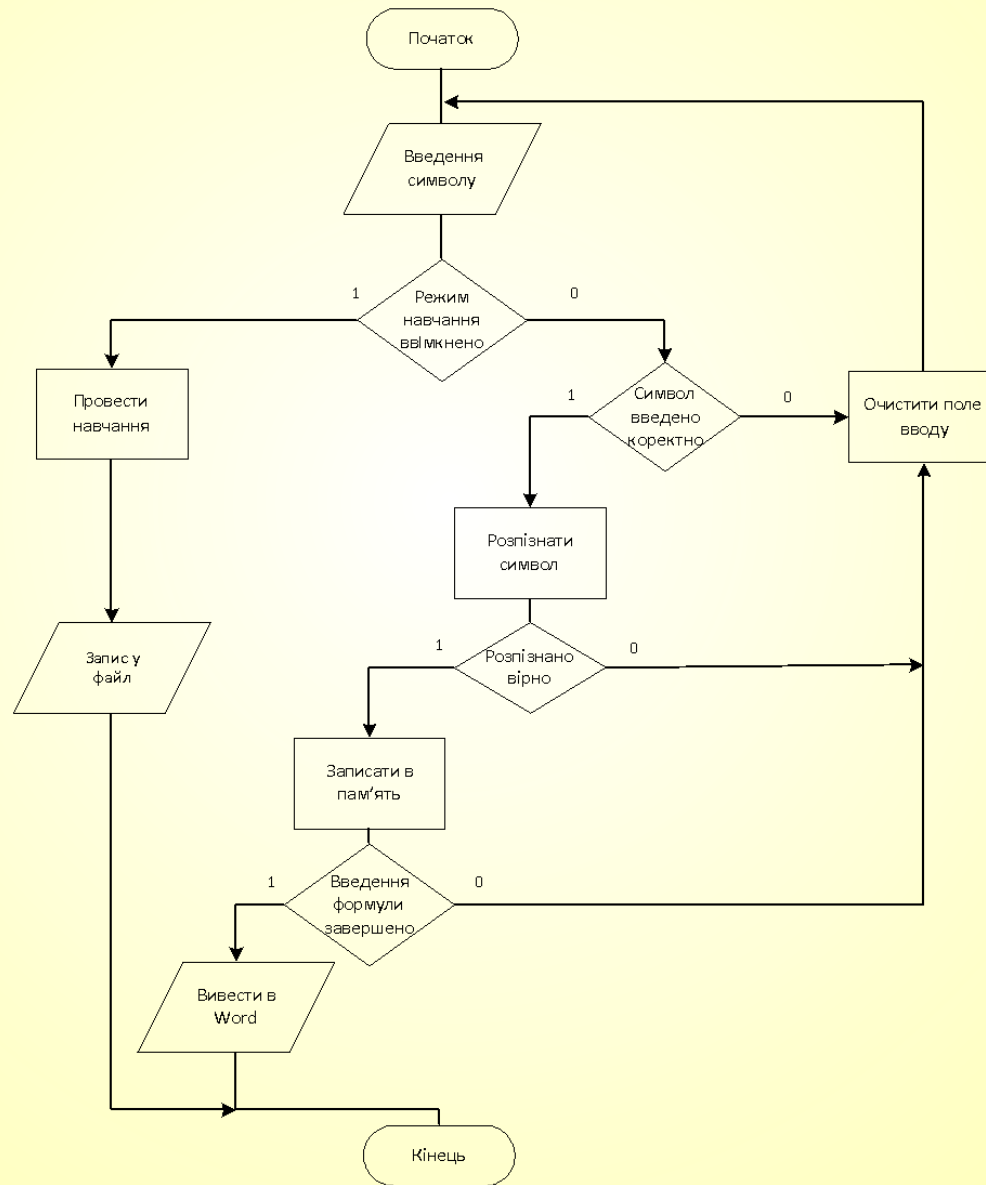 Початок
Введення
символу
1
0
Режим
навчання
ввімкнено
Провести
навчання
1
0
Символ
введено
коректно
Очистити поле
вводу
Розпізнати
символ
1
0
Розпізнано
вірно
Запис у
файл
Записати в
пам'ять
1
0
Введення
формули
завершено
Вивести в
Word
Кінець